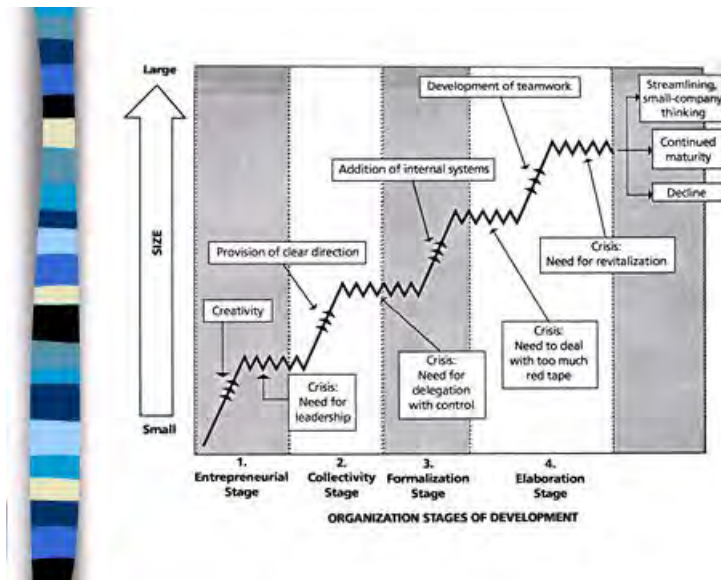 Large
SIZE
Small
Creativity
Provision of clear direction
Addition of internal systems
Development of teamwork
Crisis:
Need for
leadership
Crisis:
Need for
delegation
with control
Crisis:
Need to deal
with too much
red tape
Crisis:
Need for revitalization
Streamlining,
small-company
thinking
Continued
maturity
Decline
1.
Entrepreneurial
Stage
2.
Collectivity
Stage
3.
Formalization
Stage
4.
Elaboration
Stage
ORGANIZATION STAGES OF DEVELOPMENT